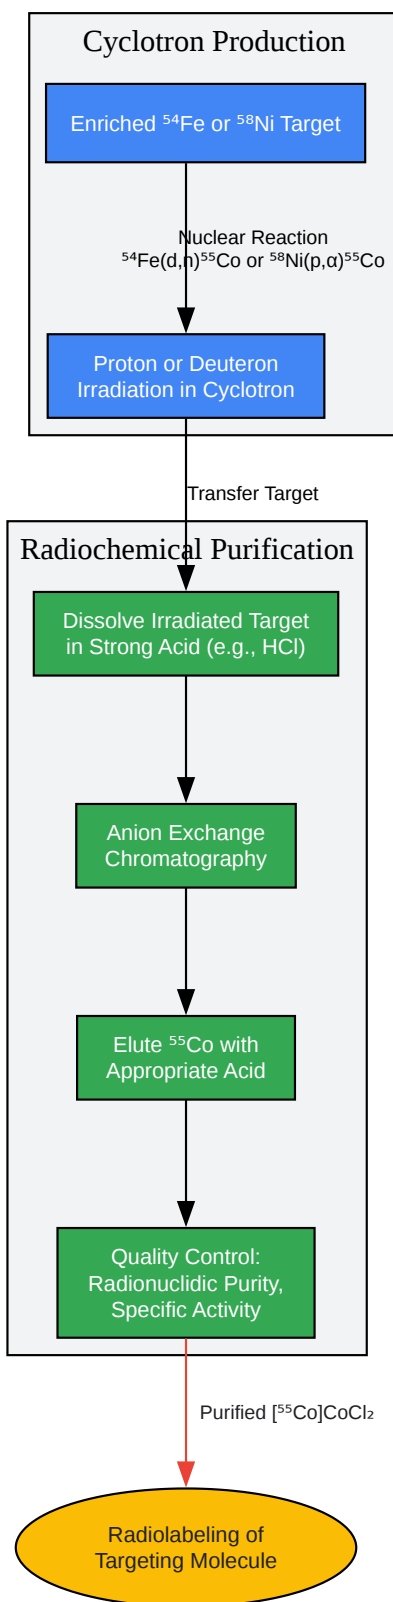 Cyclotron Production
Enriched ⁵⁴Fe or ⁵⁸Ni Target
Nuclear Reaction
⁵⁴Fe(d,n)⁵⁵Co or ⁵⁸Ni(p,α)⁵⁵Co
Proton or Deuteron
Irradiation in Cyclotron
Transfer Target
Radiochemical Purification
Dissolve Irradiated Target
in Strong Acid (e.g., HCl)
Anion Exchange
Chromatography
Elute ⁵⁵Co with
Appropriate Acid
Quality Control:
Radionuclidic Purity,
Specific Activity
Purified [⁵⁵Co]CoCl₂
Radiolabeling of
Targeting Molecule